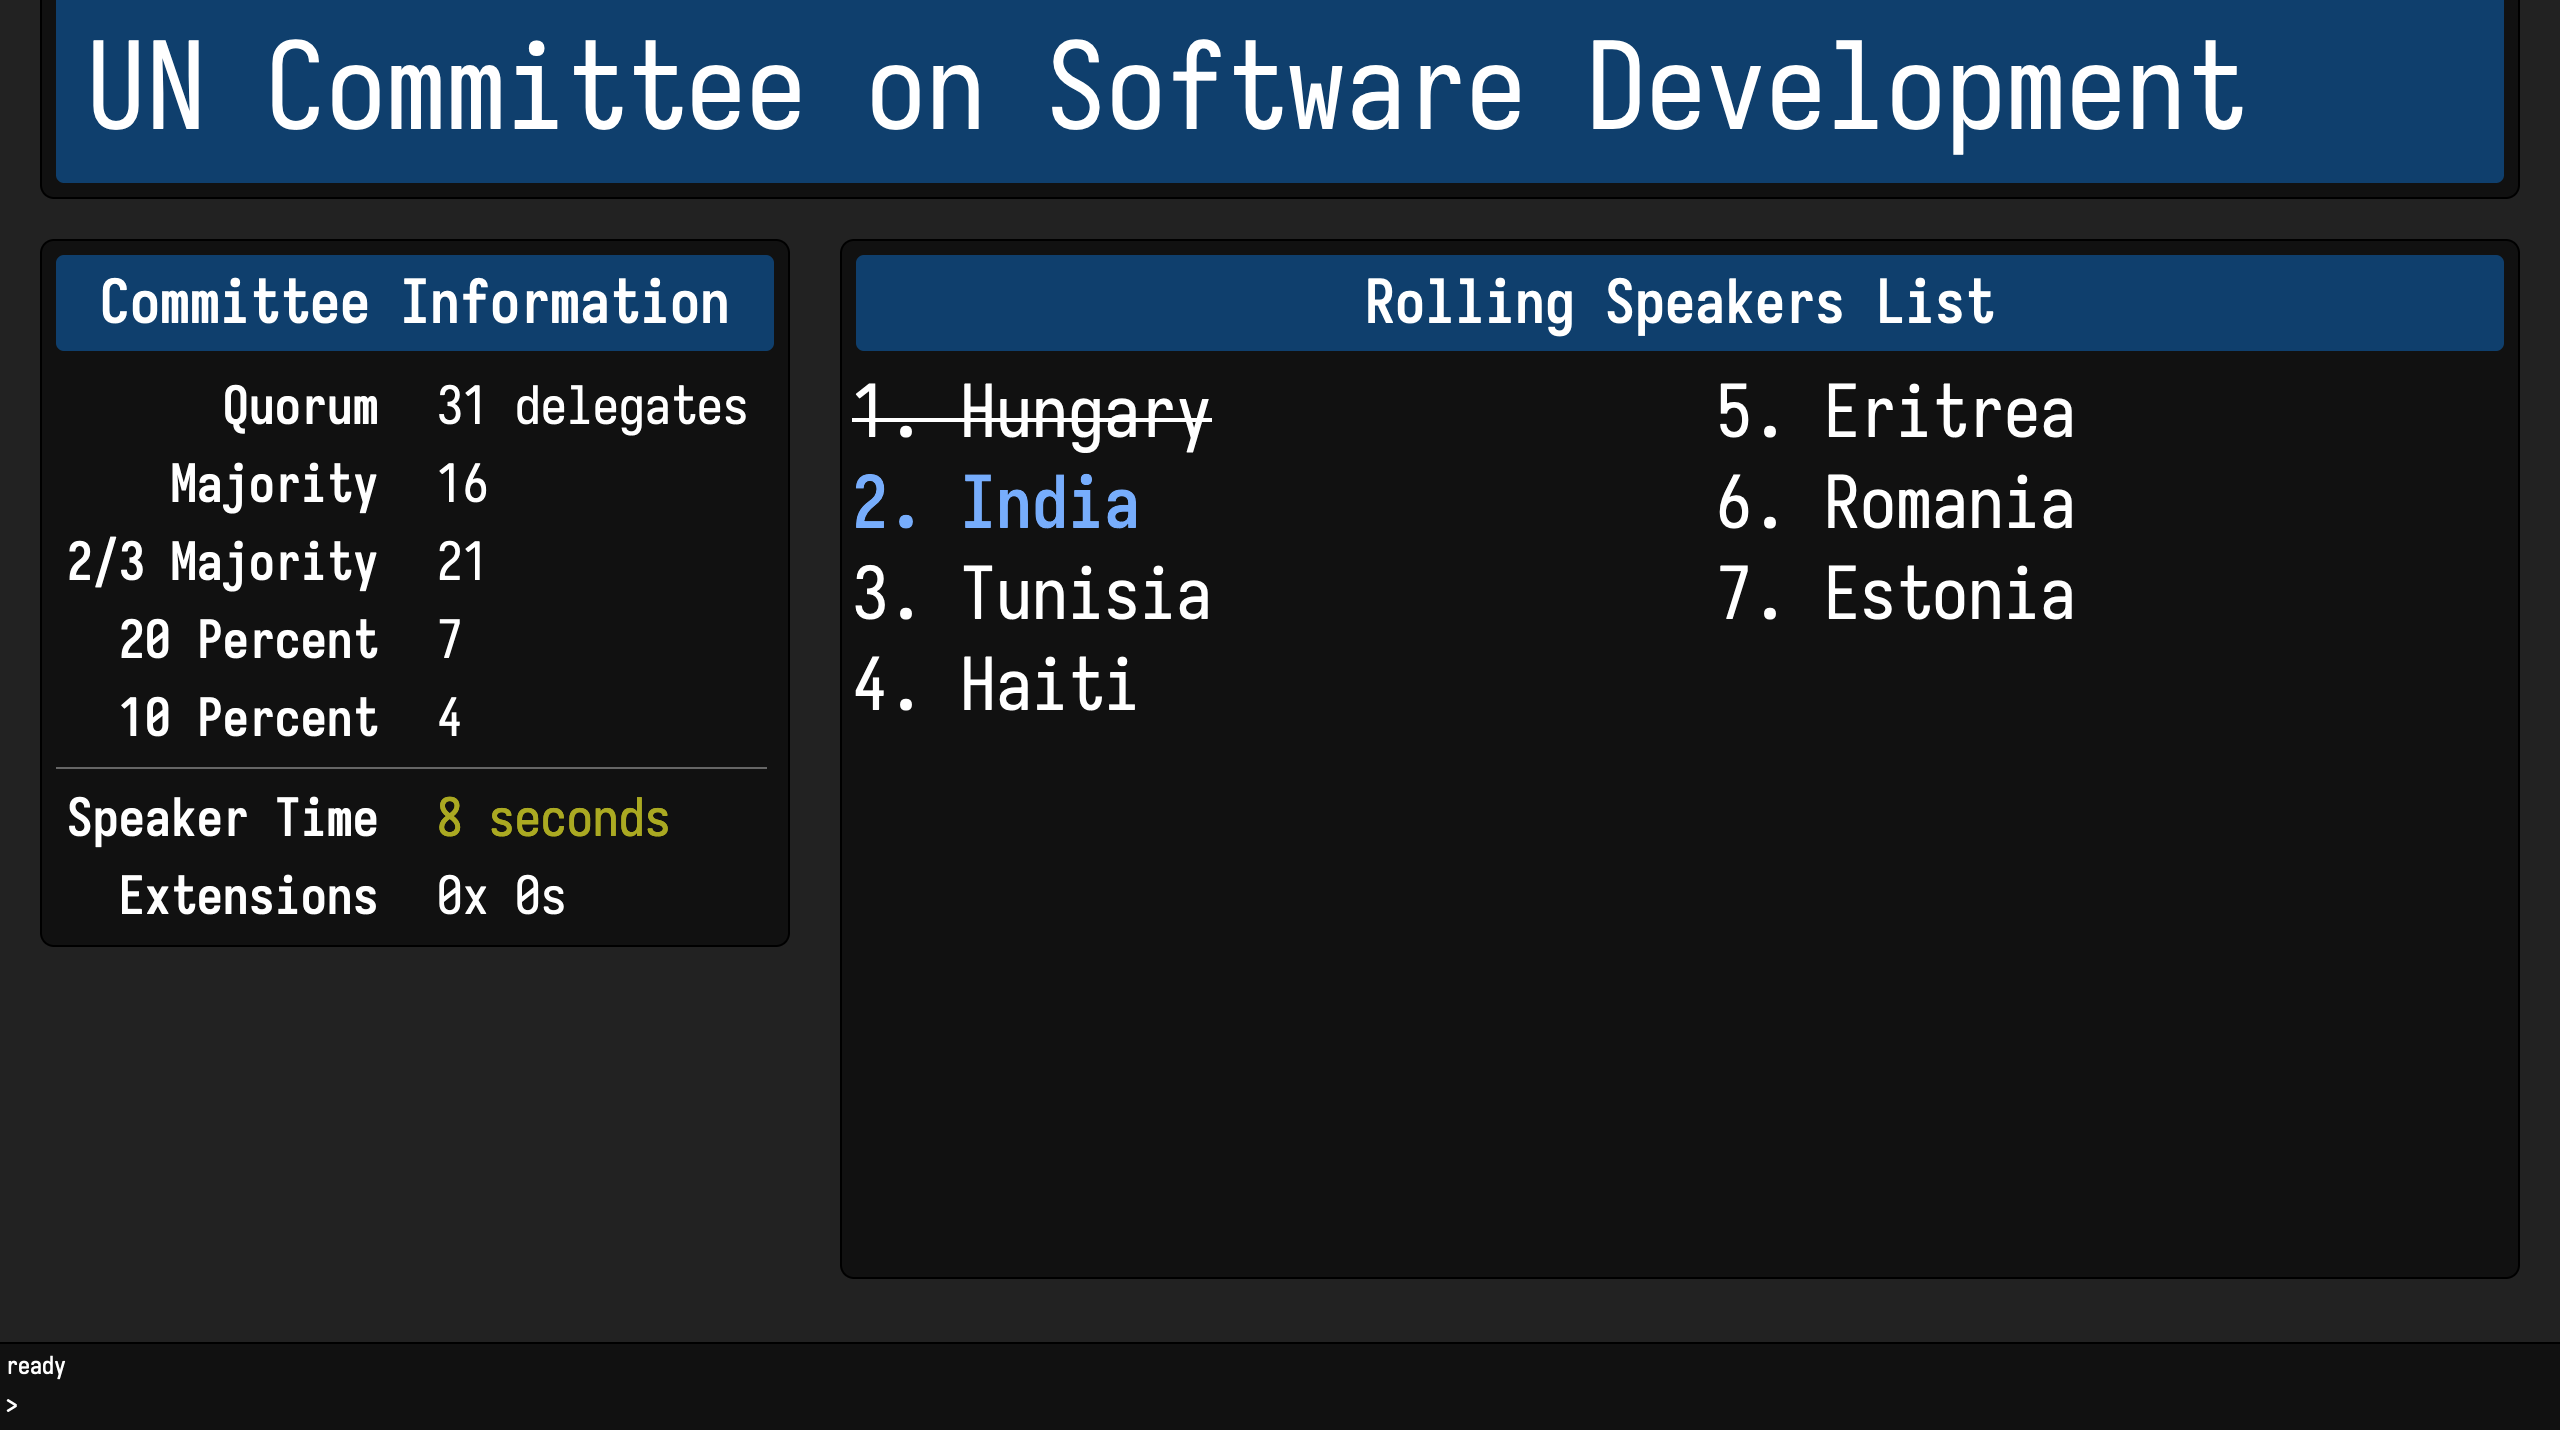 UN Committee on Software Development
Committee Information
Quorum 31 delegates
Majority 16
2/3 Majority 21
20 Percent 7
10 Percent 4
Speaker Time 8 seconds
Extensions 0x 0s
Rolling Speakers List
1. Hungary
2. India
3. Tunisia
4. Haiti
5. Eritrea
6. Romania
7. Estonia
ready
>